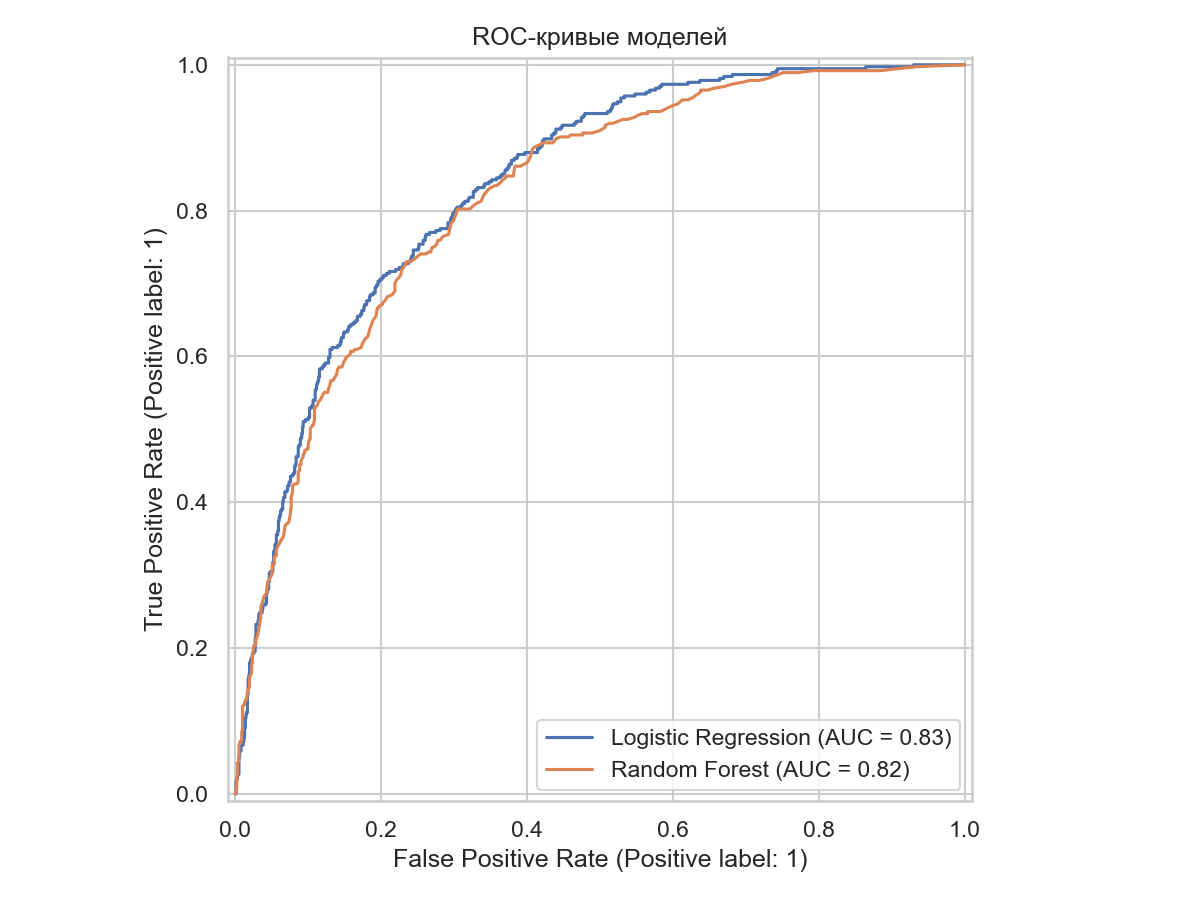 ROC-кривые моделей
1.0
0.8
0.6
0.4
0.2
0.0
True Positive Rate (Positive label: 1)
Logistic Regression (AUC = 0.83)
Random Forest (AUC = 0.82)
0.0 0.2 0.4 0.6 0.8 1.0
False Positive Rate (Positive label: 1)